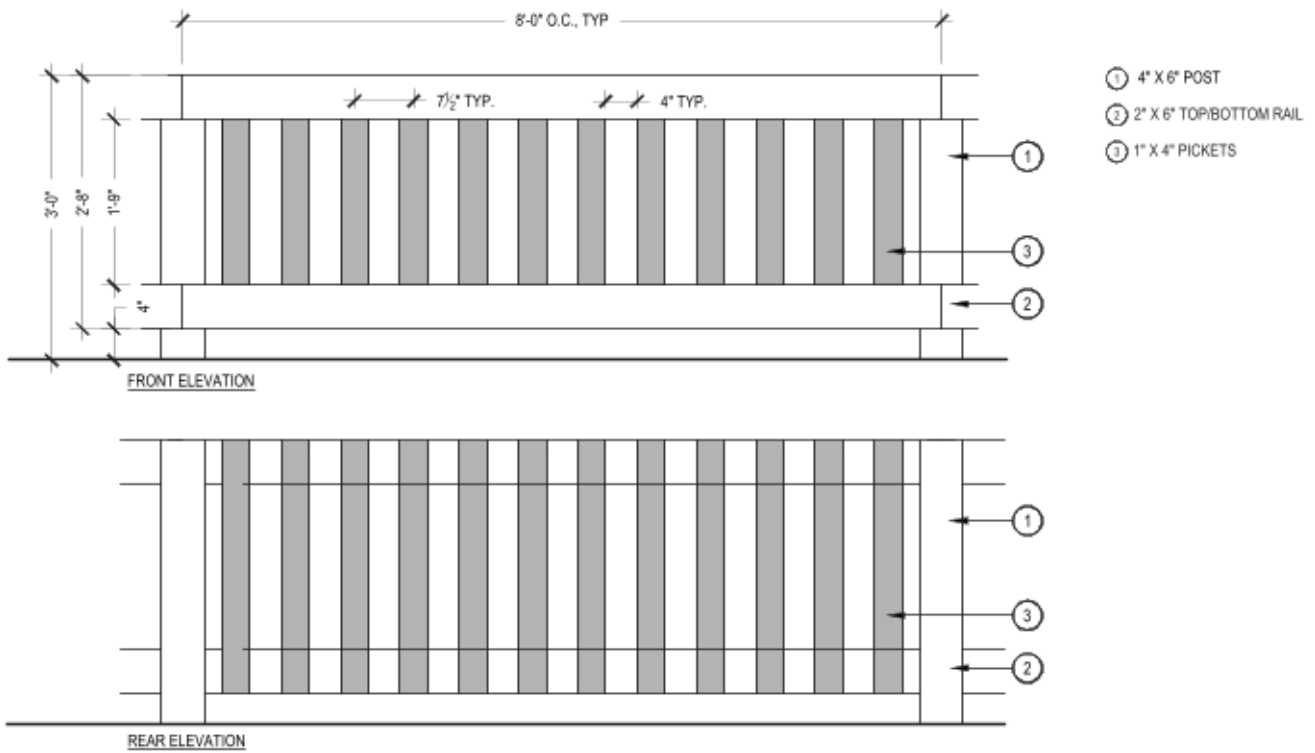 8'-0" O.C., TYP
7½" TYP.
4" TYP.
3'-0"
2'-8"
1'-9"
4"
1
3
2
FRONT ELEVATION
1 4" X 6" POST
2 2" X 6" TOP/BOTTOM RAIL
3 1" X 4" PICKETS
1
3
2
REAR ELEVATION